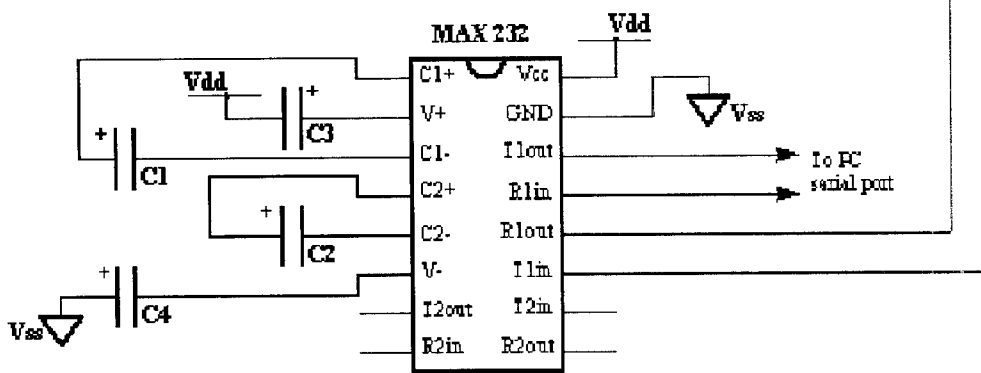 MAX 232
Vdd
Vdd
C1+
Vcc
+
V+
GND
Vss
C3
+
C1-
T1out
To PC
serial port
C1
C2+
R1in
+
C2-
R1out
C2
+
V-
T1in
C4
Vss
T2out
T2in
R2in
R2out